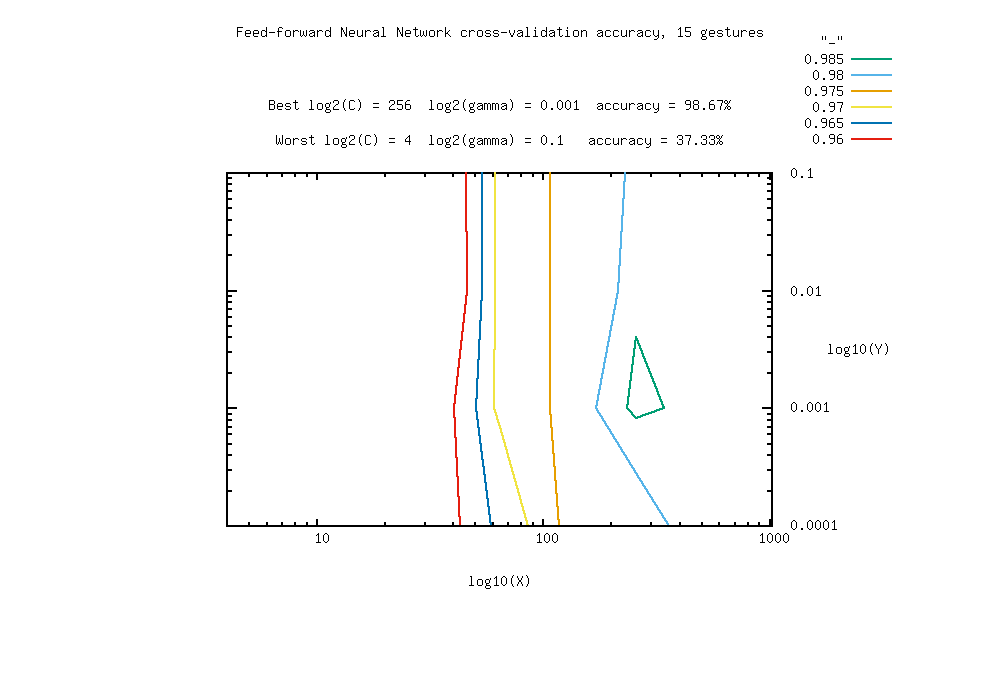 Feed-forward Neural Network cross-validation accuracy, 15 gestures
"_"
0.985
0.98
0.975
0.97
0.965
0.96
Best log2(C) = 256  log2(gamma) = 0.001  accuracy = 98.67%
Worst log2(C) = 4  log2(gamma) = 0.1   accuracy = 37.33%
0.1
0.01
log10(Y)
0.001
0.0001
10
100
1000
log10(X)